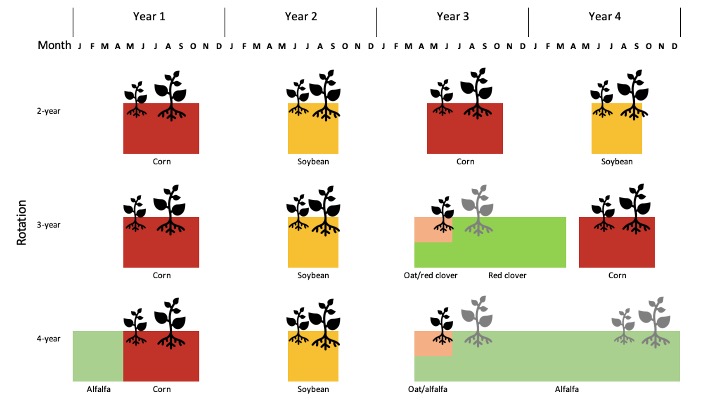 Year 1 Year 2 Year 3 Year 4
Month J F M A M J J A S O N D J F M A M J J A S O N D J F M A M J J A S O N D J F M A M J J A S O N D
2-year
Corn Soybean Corn Soybean
Rotation
3-year
Corn Soybean Oat/red clover Red clover Corn
4-year
Alfalfa Corn Soybean Oat/alfalfa Alfalfa